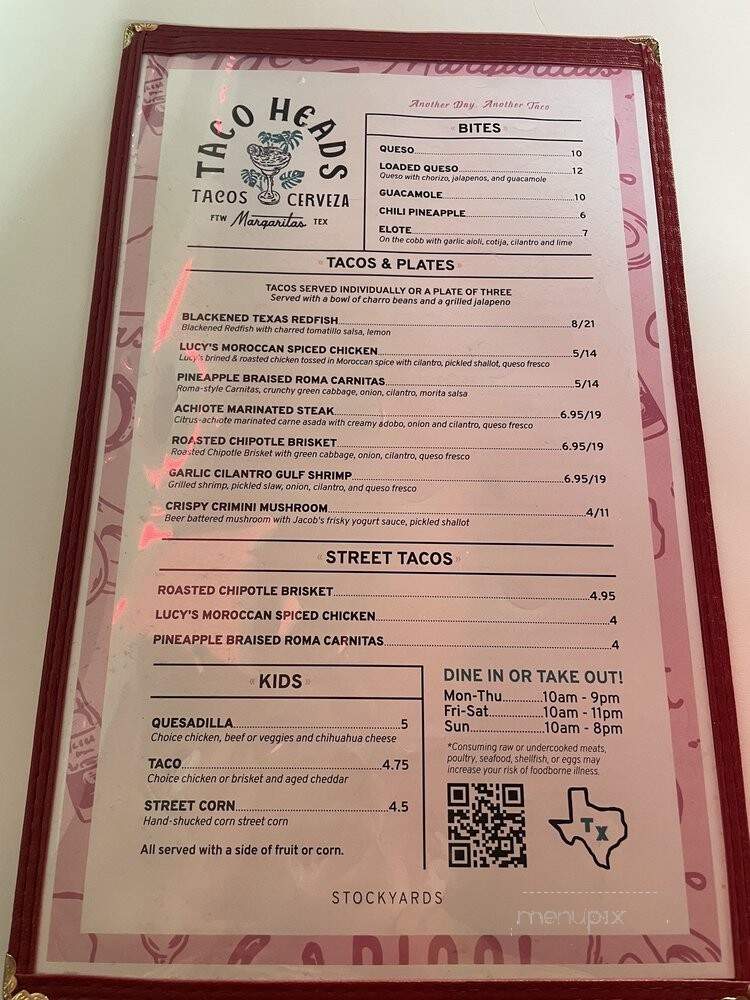 Margaritas
TACO HEADS
TACOS CERVEZA
FTW Margaritas TEX
Another Day, Another Taco
BITES
QUESO 10
LOADED QUESO 12
Queso with chorizo, jalapenos, and guacamole
GUACAMOLE 10
CHILI PINEAPPLE 6
ELOTE 7
On the cobb with garlic aioli, cotija, cilantro and lime
TACOS & PLATES
TACOS SERVED INDIVIDUALLY OR A PLATE OF THREE
Served with a bowl of charro beans and a grilled jalapeno
BLACKENED TEXAS REDFISH 8/21
Blackened Redfish with charred tomatillo salsa, lemon
LUCY'S MOROCCAN SPICED CHICKEN 5/14
Lucy's brined & roasted chicken tossed in Moroccan spice with cilantro, pickled shallot, queso fresco
PINEAPPLE BRAISED ROMA CARNITAS 5/14
Roma-style Carnitas, crunchy green cabbage, onion, cilantro, morita salsa
ACHIOTE MARINATED STEAK 6.95/19
Citrus-achiote marinated carne asada with creamy adobo, onion and cilantro, queso fresco
ROASTED CHIPOTLE BRISKET 6.95/19
Roasted Chipotle Brisket with green cabbage, onion, cilantro, queso fresco
GARLIC CILANTRO GULF SHRIMP 6.95/19
Grilled shrimp, pickled slaw, onion, cilantro, and queso fresco
CRISPY CRIMINI MUSHROOM 4/11
Beer battered mushroom with Jacob's frisky yogurt sauce, pickled shallot
STREET TACOS
ROASTED CHIPOTLE BRISKET 4.95
LUCY'S MOROCCAN SPICED CHICKEN 4
PINEAPPLE BRAISED ROMA CARNITAS 4
KIDS
QUESADILLA 5
Choice chicken, beef or veggies and chihuahua cheese
TACO 4.75
Choice chicken or brisket and aged cheddar
STREET CORN 4.5
Hand-shucked corn street corn
All served with a side of fruit or corn.
DINE IN OR TAKE OUT!
Mon-Thu 10am - 9pm
Fri-Sat 10am - 11pm
Sun 10am - 8pm
*Consuming raw or undercooked meats,
poultry, seafood, shellfish, or eggs may
increase your risk of foodborne illness.
TX
STOCKYARDS
menupix